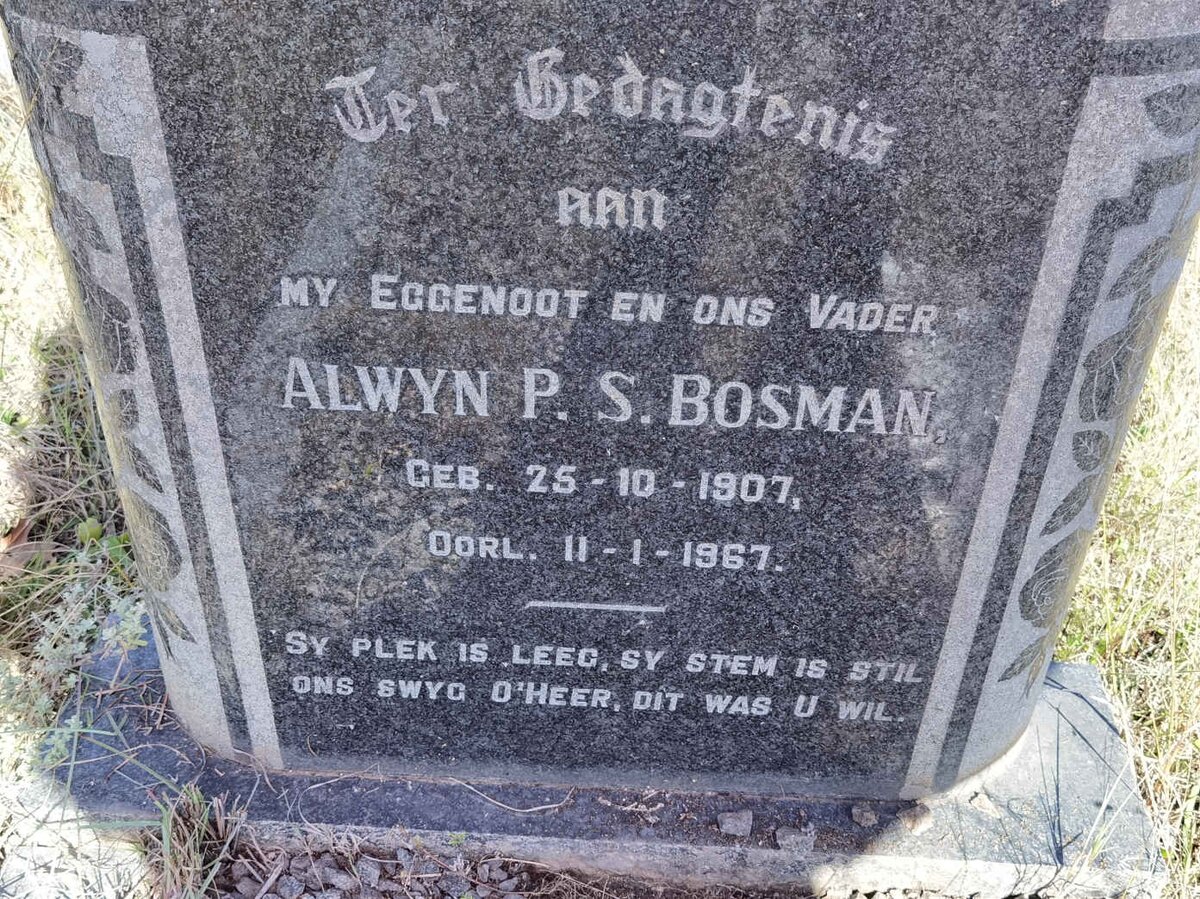 Ter Gedagtenis
aan
MY EGGENOOT EN ONS VADER
ALWYN P. S. BOSMAN,
GEB. 25-10-1907,
OORL. 11-1-1967.
SY PLEK IS LEEG, SY STEM IS STIL
ONS SWYG O'HEER, DIT WAS U WIL.